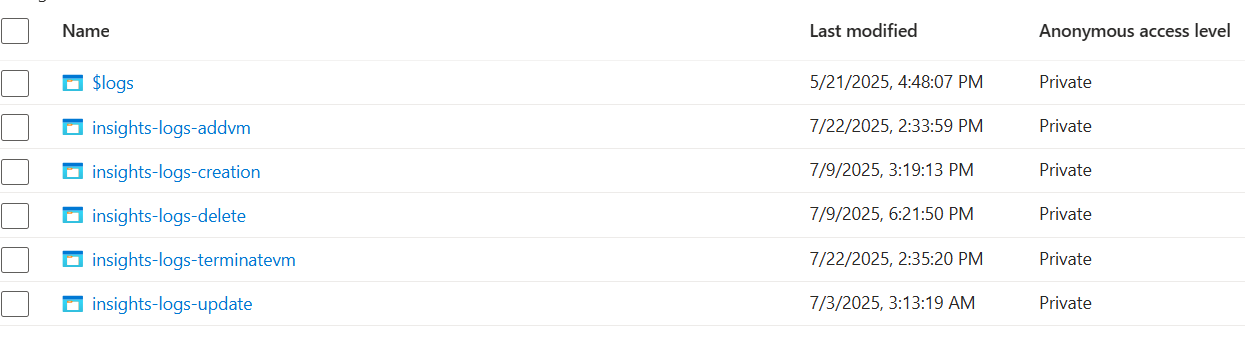 Name Last modified Anonymous access level
$logs 5/21/2025, 4:48:07 PM Private
insights-logs-addvm 7/22/2025, 2:33:59 PM Private
insights-logs-creation 7/9/2025, 3:19:13 PM Private
insights-logs-delete 7/9/2025, 6:21:50 PM Private
insights-logs-terminatevm 7/22/2025, 2:35:20 PM Private
insights-logs-update 7/3/2025, 3:13:19 AM Private